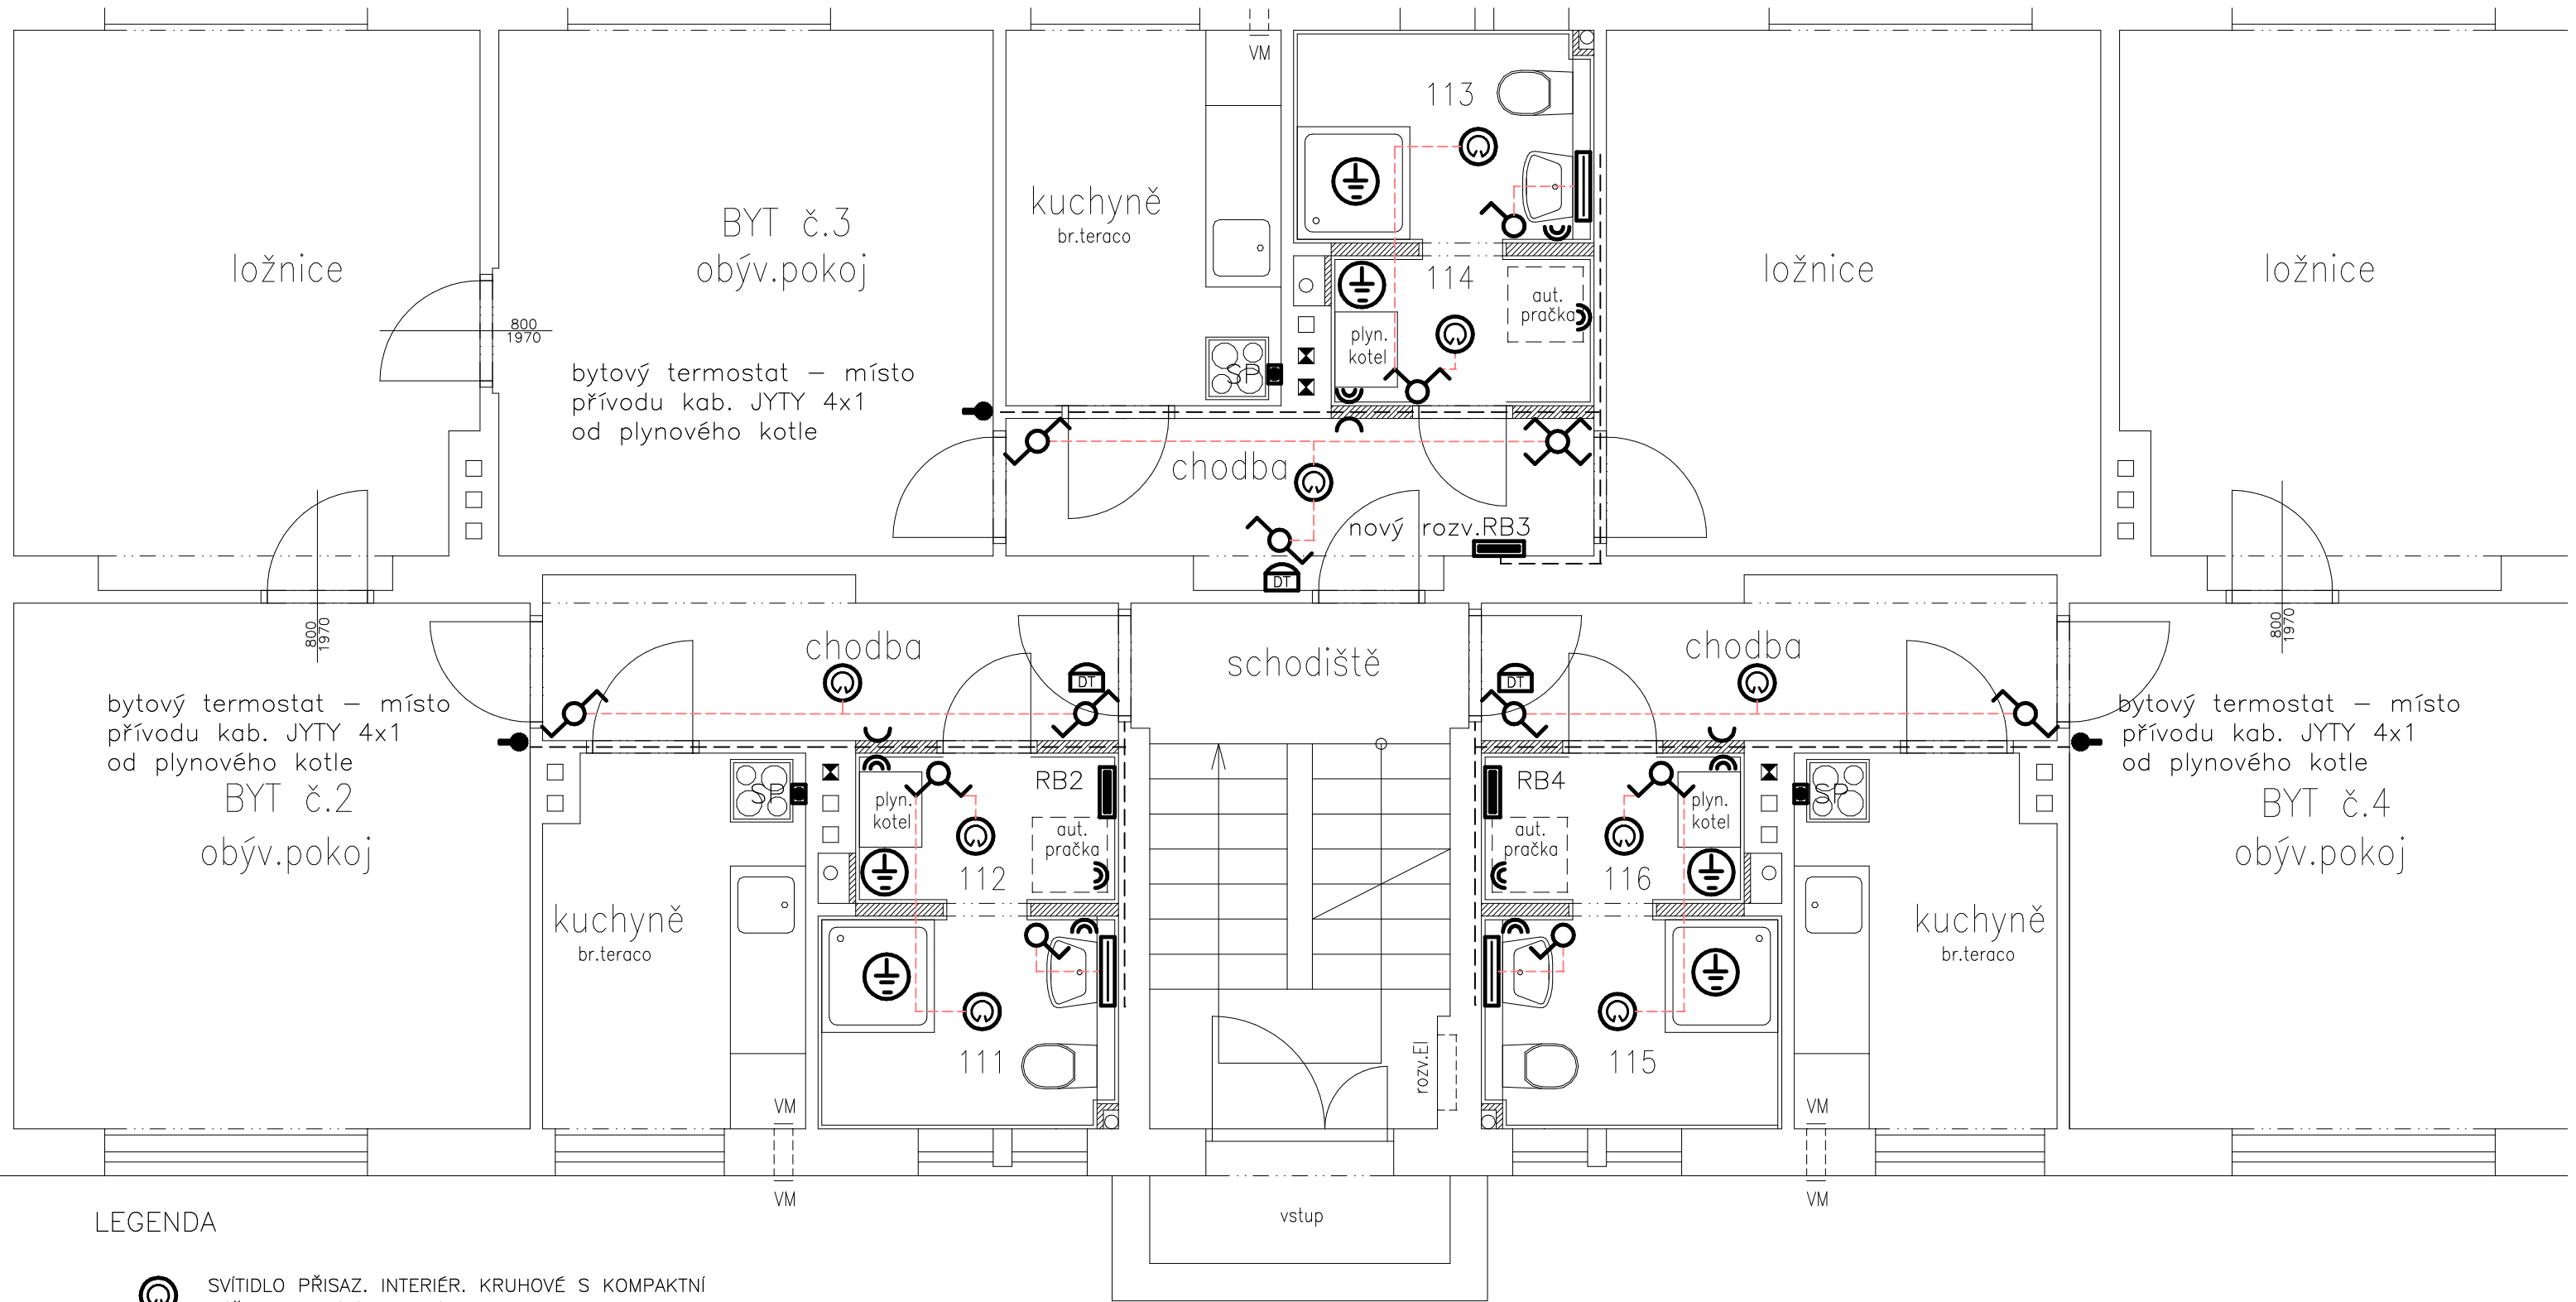 VM
113
kuchyně
br.teraco
BYT č.3
obýv.pokoj
ložnice
ložnice
ložnice
114
aut.
pračka
plyn.
kotel
800
1970
SP
bytový termostat – místo
přívodu kab. JYTY 4x1
od plynového kotle
chodba
nový rozv.RB3
DT
800
1970
chodba
schodiště
chodba
800
1970
DT
DT
bytový termostat – místo
přívodu kab. JYTY 4x1
od plynového kotle
BYT č.2
obýv.pokoj
SP
plyn.
kotel
RB2
aut.
pračka
112
RB4
aut.
pračka
plyn.
kotel
116
SP
bytový termostat – místo
přívodu kab. JYTY 4x1
od plynového kotle
BYT č.4
obýv.pokoj
kuchyně
br.teraco
kuchyně
br.teraco
111
rozv.El
115
VM
VM
VM
VM
vstup
LEGENDA
SVÍTIDLO PŘISAZ. INTERIÉR. KRUHOVÉ S KOMPAKTNÍ